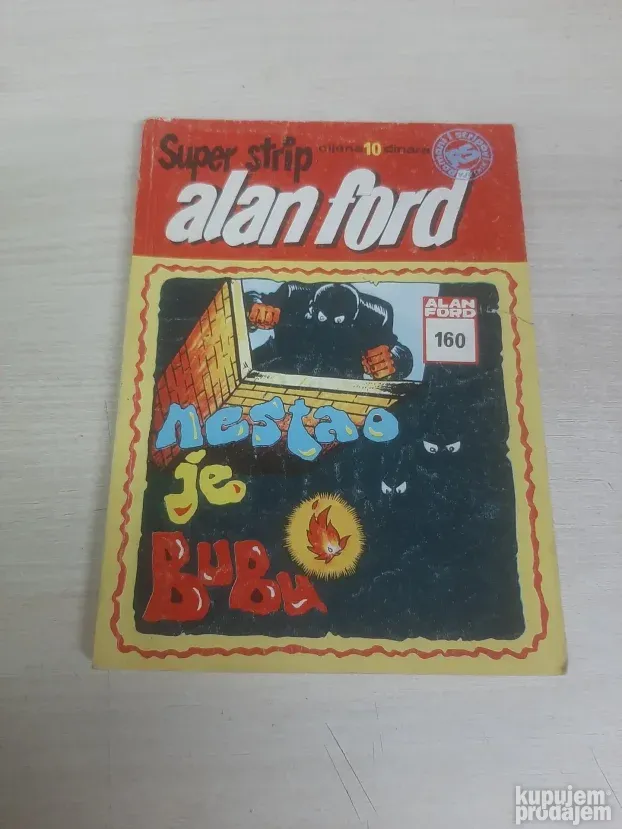 Super strip
cijena 10 dinara
alan ford
ALAN
FORD
160
nestao
je
BuBu
kupujem
prodajem